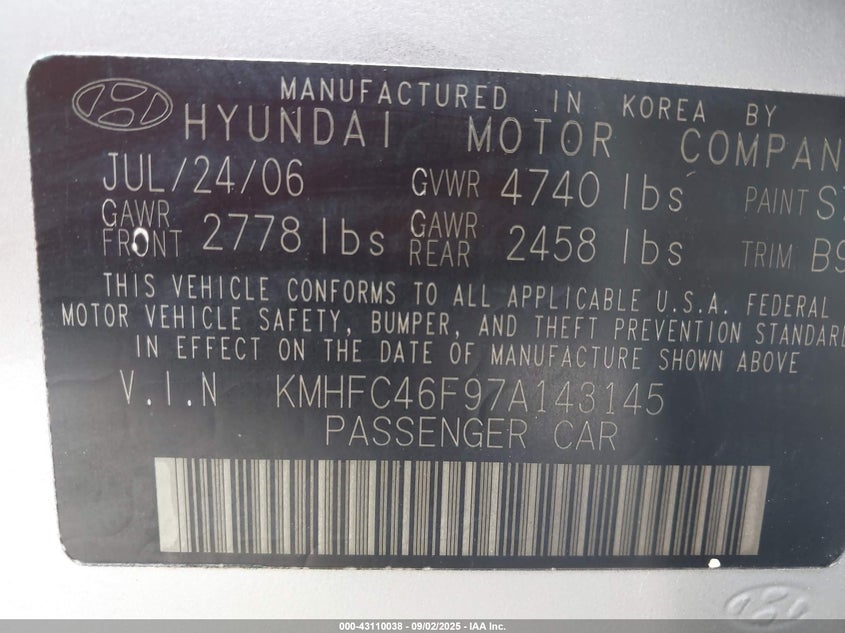 MANUFACTURED IN KOREA BY
HYUNDAI MOTOR COMPAN
JUL/24/06 GVWR 4740 lbs PAINT S
GAWR FRONT 2778 lbs GAWR REAR 2458 lbs TRIM B9
THIS VEHICLE CONFORMS TO ALL APPLICABLE U.S.A. FEDERAL
MOTOR VEHICLE SAFETY, BUMPER, AND THEFT PREVENTION STANDARD
IN EFFECT ON THE DATE OF MANUFACTURE SHOWN ABOVE
V.I.N KMHFC46F97A143145
PASSENGER CAR
000-43110038 - 09/02/2025 - IAA Inc.